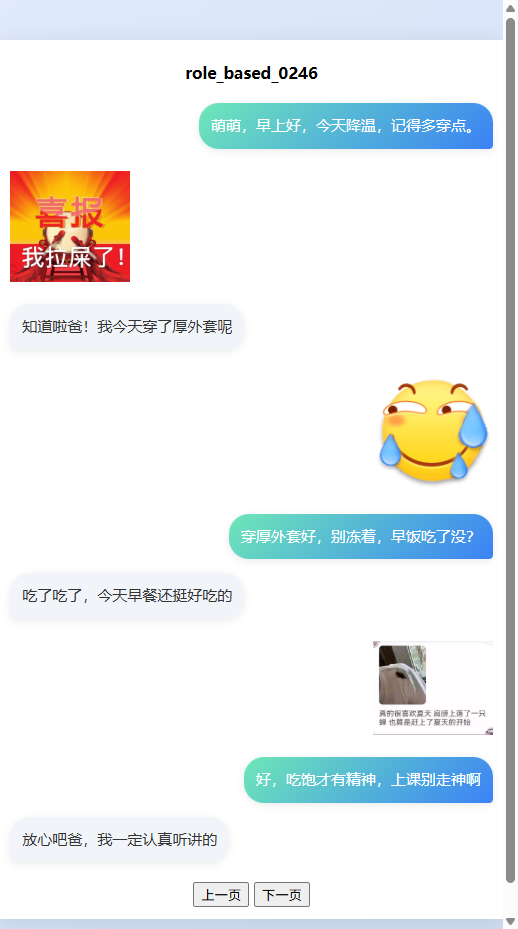 role_based_0246
萌萌，早上好，今天降温，记得多穿点。
喜报
我拉屎了！
知道啦爸！我今天穿了厚外套呢
穿厚外套好，别冻着，早饭吃了没？
吃了吃了，今天早餐还挺好吃的
真的很喜欢夏天 肩膀上落了一只
蝉 也算是赶上了夏天的开始
好，吃饱才有精神，上课别走神啊
放心吧爸，我一定认真听讲的
上一页 下一页